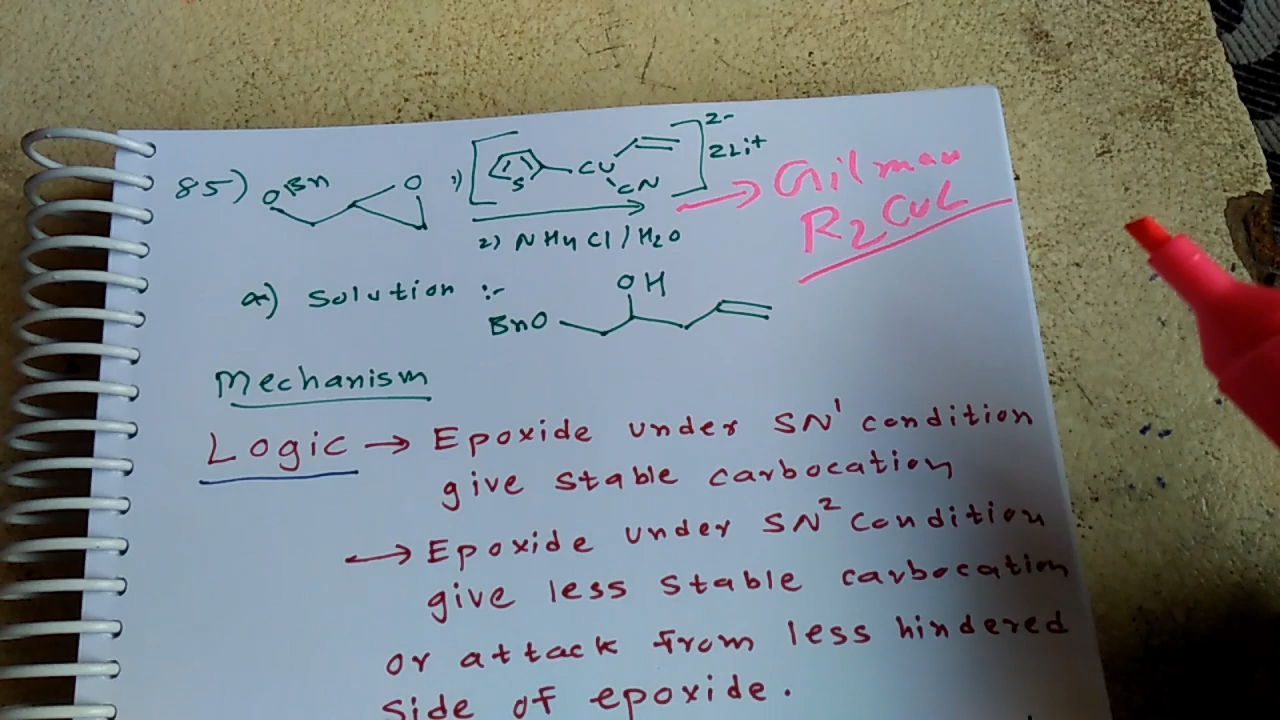 85) OBn O 1) [ S Cu CN ]2- 2Li+ → Gilman
2) NH4Cl/H2O R2CuL
a) Solution :- OH
BnO
Mechanism
Logic → Epoxide under SN1 condition
give stable carbocation
→ Epoxide under SN2 condition
give less stable carbocation
or attack from less hindered
side of epoxide.